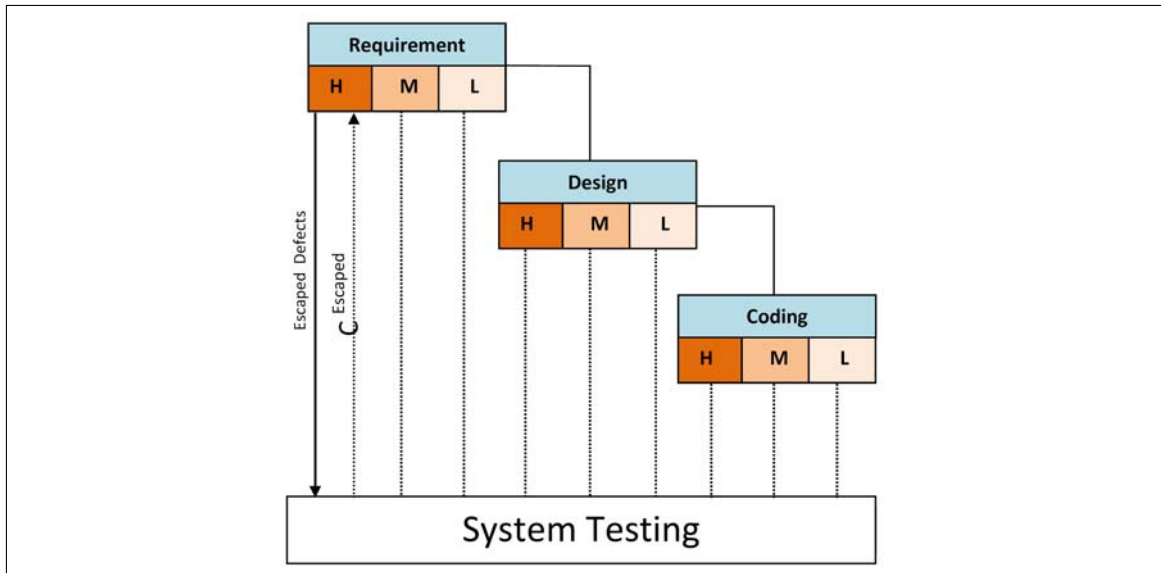 Requirement
H M L
Design
H M L
Escaped Defects
C Escaped
Coding
H M L
System Testing